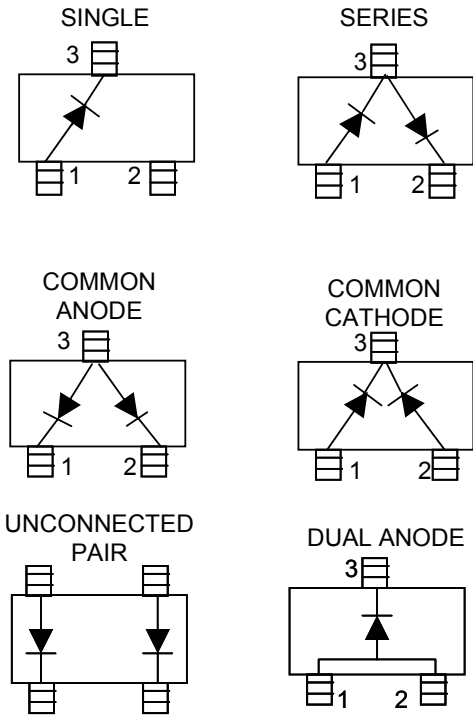 SINGLE
3
1 2
SERIES
3
1 2
COMMON
ANODE
3
1 2
COMMON
CATHODE
3
1 2
UNCONNECTED
PAIR
DUAL ANODE
3
1 2